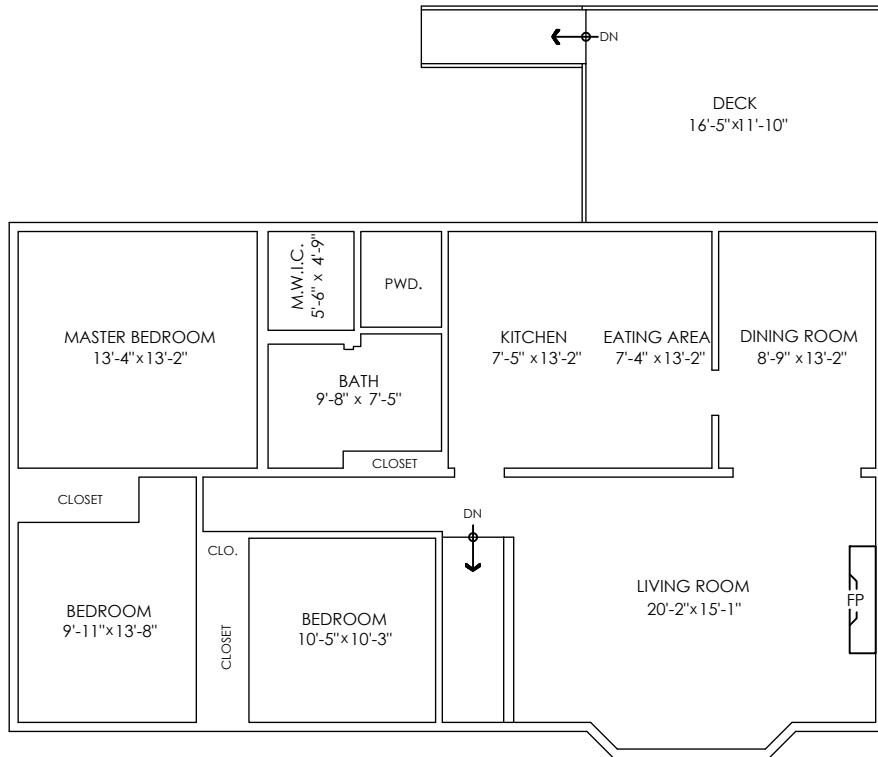 DN
DECK
16'-5"x11'-10"
M.W.I.C.
5'-6" x 4'-9"
PWD.
MASTER BEDROOM
13'-4"x13'-2"
KITCHEN
7'-5" x13'-2"
EATING AREA
7'-4" x13'-2"
DINING ROOM
8'-9" x13'-2"
BATH
9'-8" x 7'-5"
CLOSET
CLOSET
DN
CLO.
LIVING ROOM
20'-2"x15'-1"
FP
BEDROOM
9'-11"x13'-8"
CLOSET
BEDROOM
10'-5"x10'-3"